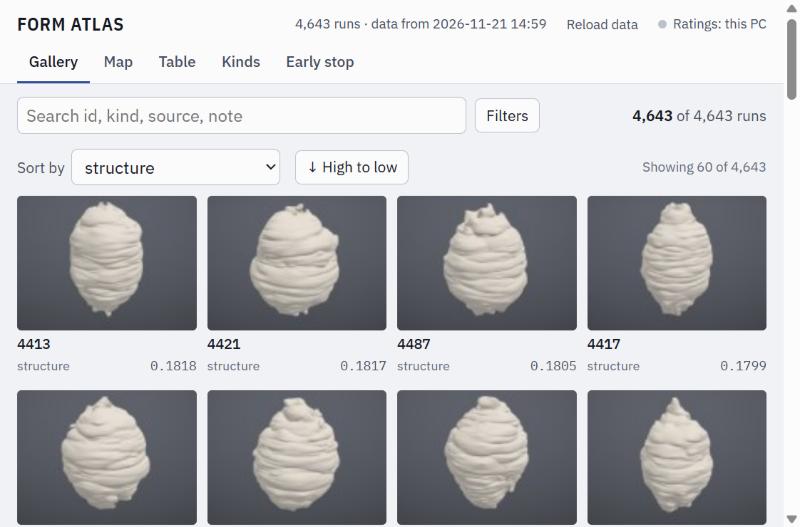 FORM ATLAS
4,643 runs · data from 2026-11-21 14:59
Reload data
Ratings: this PC
Gallery
Map
Table
Kinds
Early stop
Search id, kind, source, note
Filters
4,643 of 4,643 runs
Sort by
structure
↓ High to low
Showing 60 of 4,643
4413
structure 0.1818
4421
structure 0.1817
4487
structure 0.1805
4417
structure 0.1799